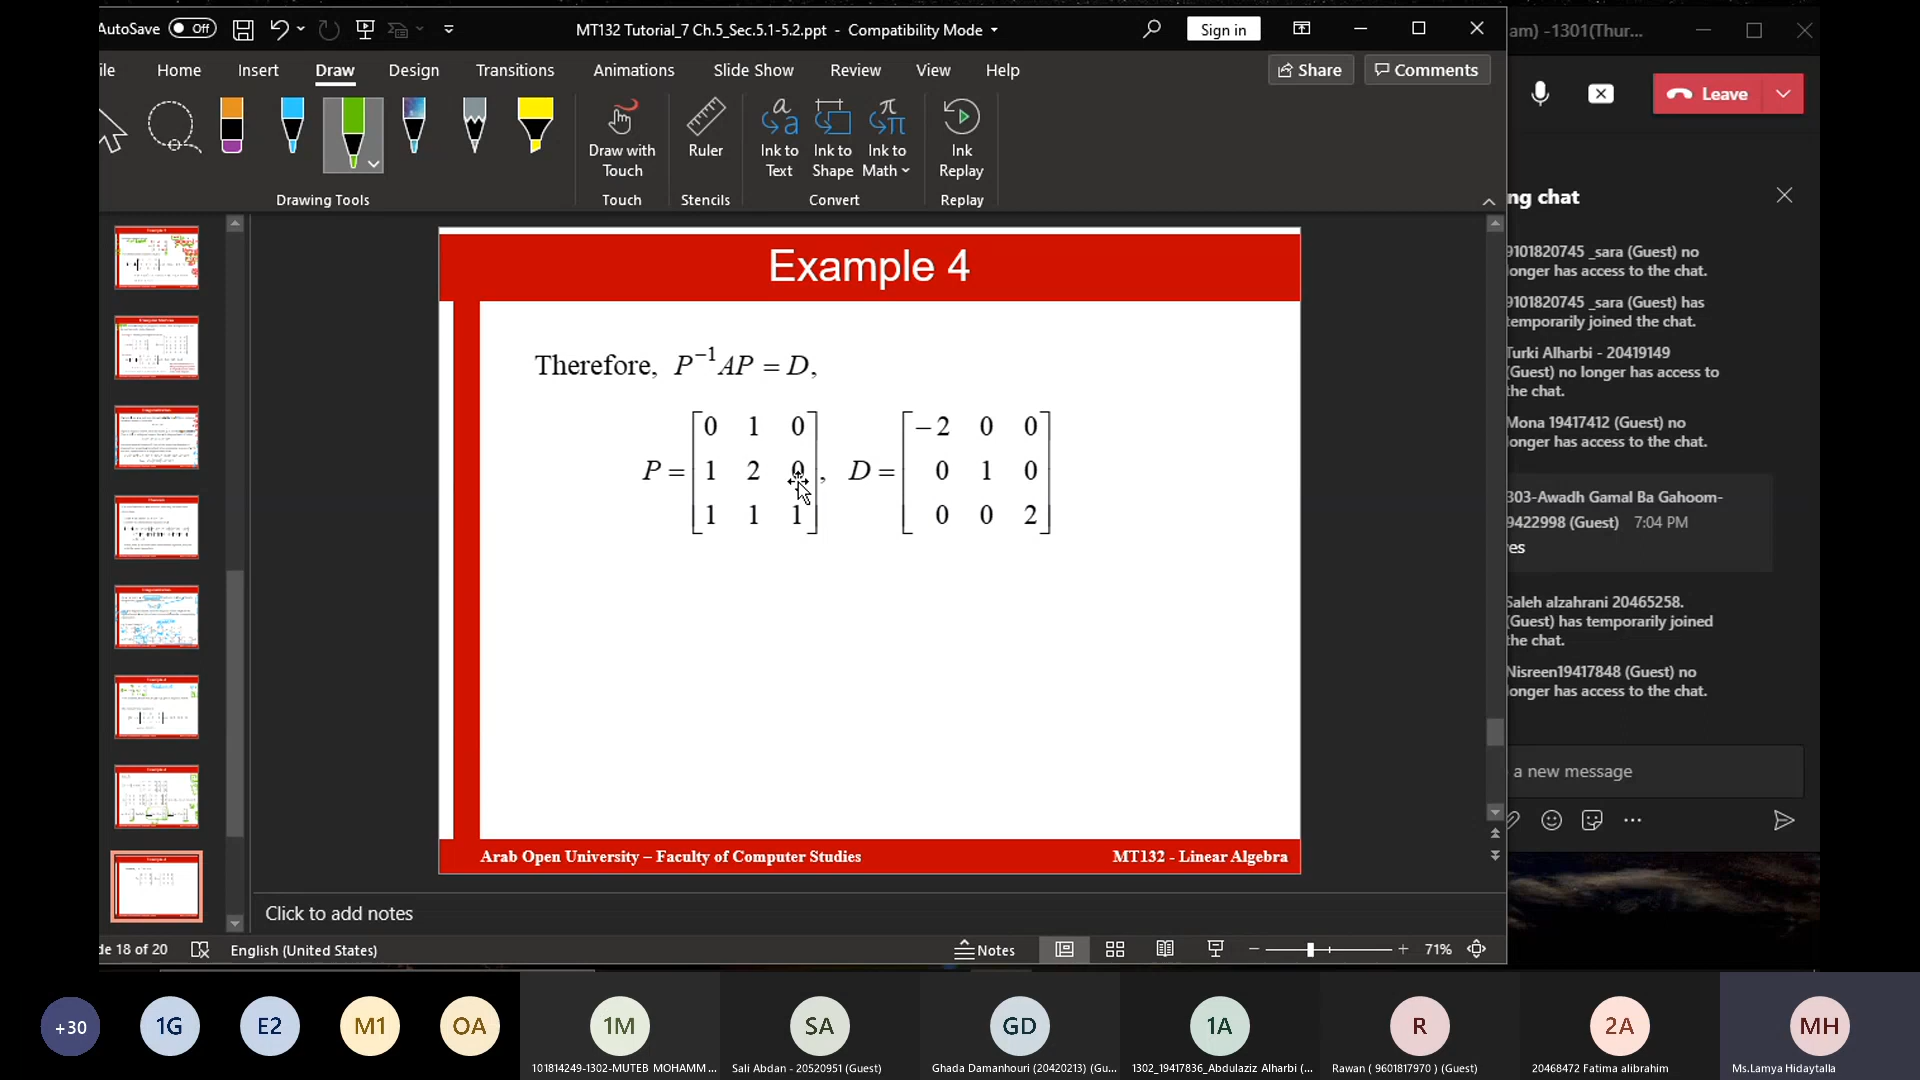 AutoSave Off
MT132 Tutorial_7 Ch.5_Sec.5.1-5.2.ppt - Compatibility Mode
Sign in
am) -1301(Thur...
ile Home Insert Draw Design Transitions Animations Slide Show Review View Help
Share Comments
Leave
Draw with Touch
Ruler
Ink to Text
Ink to Shape
Ink to Math
Ink Replay
Drawing Tools Touch Stencils Convert Replay
Example 4
Therefore, P⁻¹AP = D,
0 1 0 -2 0 0
P = 1 2 0 , D = 0 1 0
1 1 1 0 0 2
Arab Open University – Faculty of Computer Studies MT132 - Linear Algebra
Click to add notes
de 18 of 20 English (United States) Notes 71%
ng chat
9101820745 _sara (Guest) no
longer has access to the chat.
9101820745 _sara (Guest) has
temporarily joined the chat.
Turki Alharbi - 20419149
(Guest) no longer has access to
the chat.
Mona 19417412 (Guest) no
longer has access to the chat.
303-Awadh Gamal Ba Gahoom-
9422998 (Guest) 7:04 PM
es
Saleh alzahrani 20465258.
(Guest) has temporarily joined
the chat.
Nisreen19417848 (Guest) no
longer has access to the chat.
a new message
+30 1G E2 M1 OA 1M SA GD 1A R 2A MH
101814249-1302-MUTEB MOHAMM...
Sali Abdan - 20520951 (Guest)
Ghada Damanhouri (20420213) (Gu...
1302_19417836_Abdulaziz Alharbi (...
Rawan ( 9601817970 ) (Guest)
20468472 Fatima alibrahim
Ms.Lamya Hidaytalla